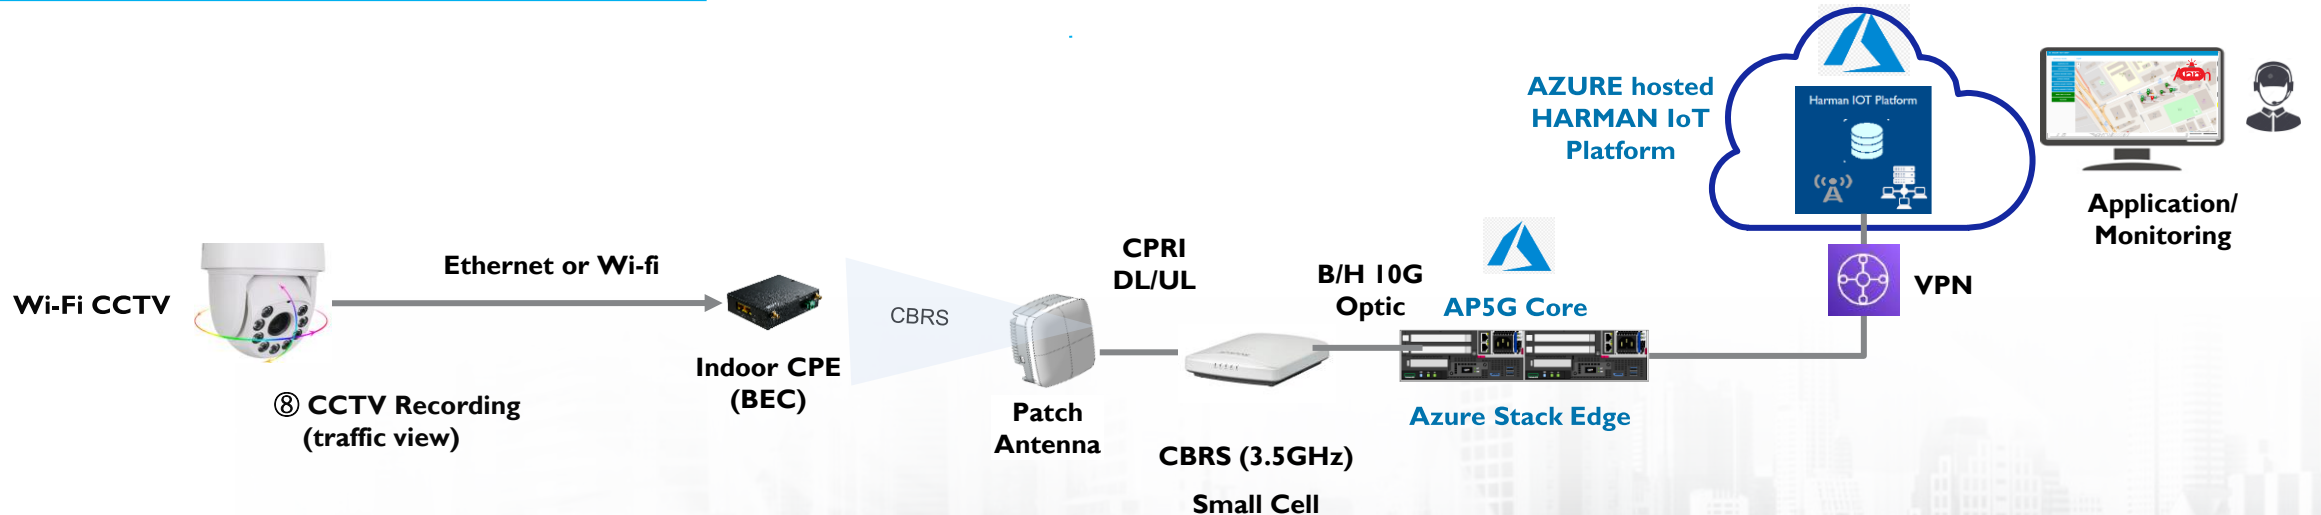 AZURE hosted
HARMAN IoT
Platform
Harman IOT Platform
Application/
Monitoring
Wi-Fi CCTV
Ethernet or Wi-fi
⑧ CCTV Recording
(traffic view)
Indoor CPE
(BEC)
CBRS
Patch
Antenna
CPRI
DL/UL
CBRS (3.5GHz)
Small Cell
B/H 10G
Optic
AP5G Core
Azure Stack Edge
VPN